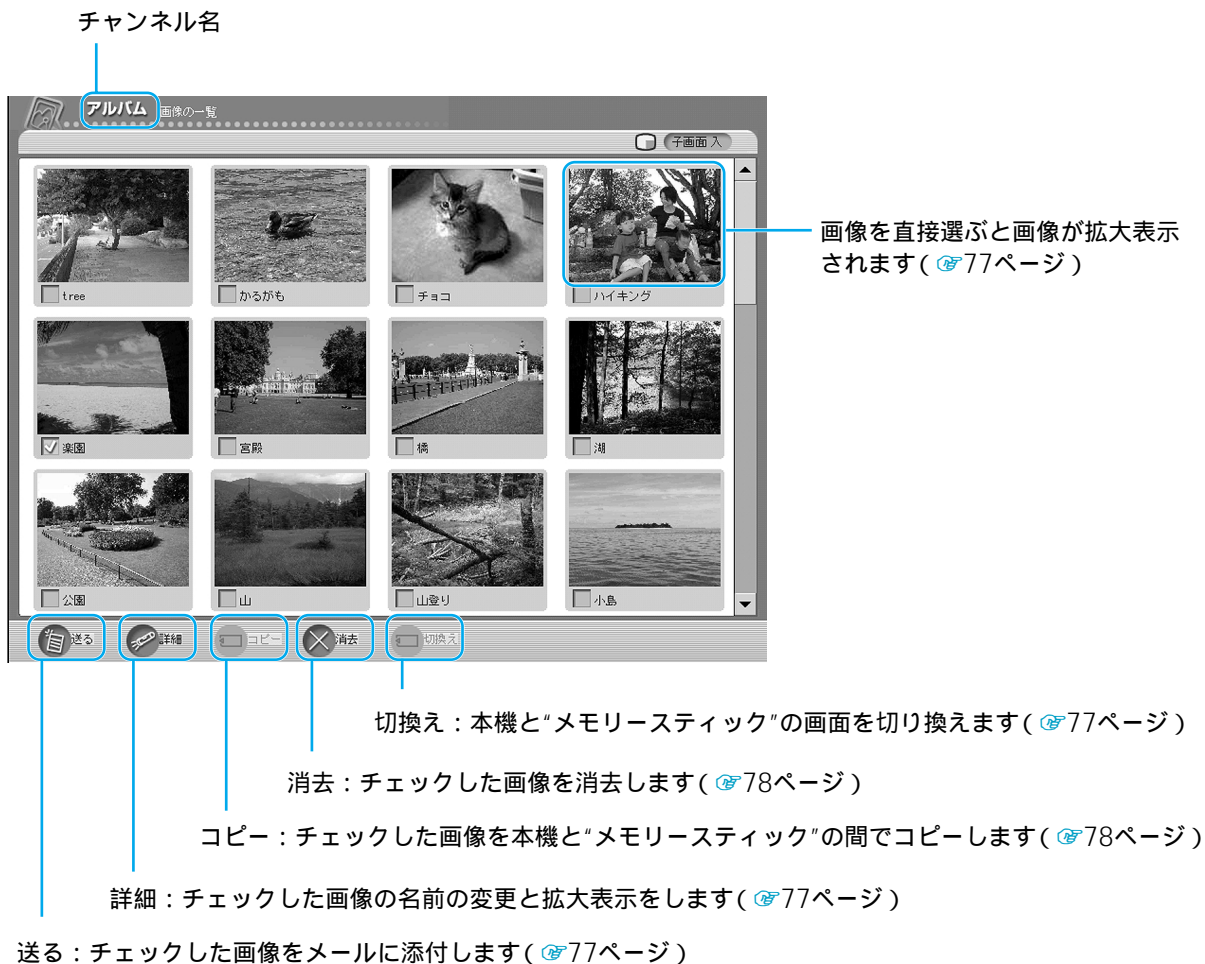 チャンネル名
アルバム 画像の一覧
子画面 入
tree かるがも チョコ ハイキング
画像を直接選ぶと画像が拡大表示
されます(☞77ページ)
楽園 宮殿 橋 湖
公園 山 山登り 小島
送る 詳細 コピー 消去 切換え
切換え：本機と“メモリースティック”の画面を切り換えます(☞77ページ)
消去：チェックした画像を消去します(☞78ページ)
コピー：チェックした画像を本機と“メモリースティック”の間でコピーします(☞78ページ)
詳細：チェックした画像の名前の変更と拡大表示をします(☞77ページ)
送る：チェックした画像をメールに添付します(☞77ページ)